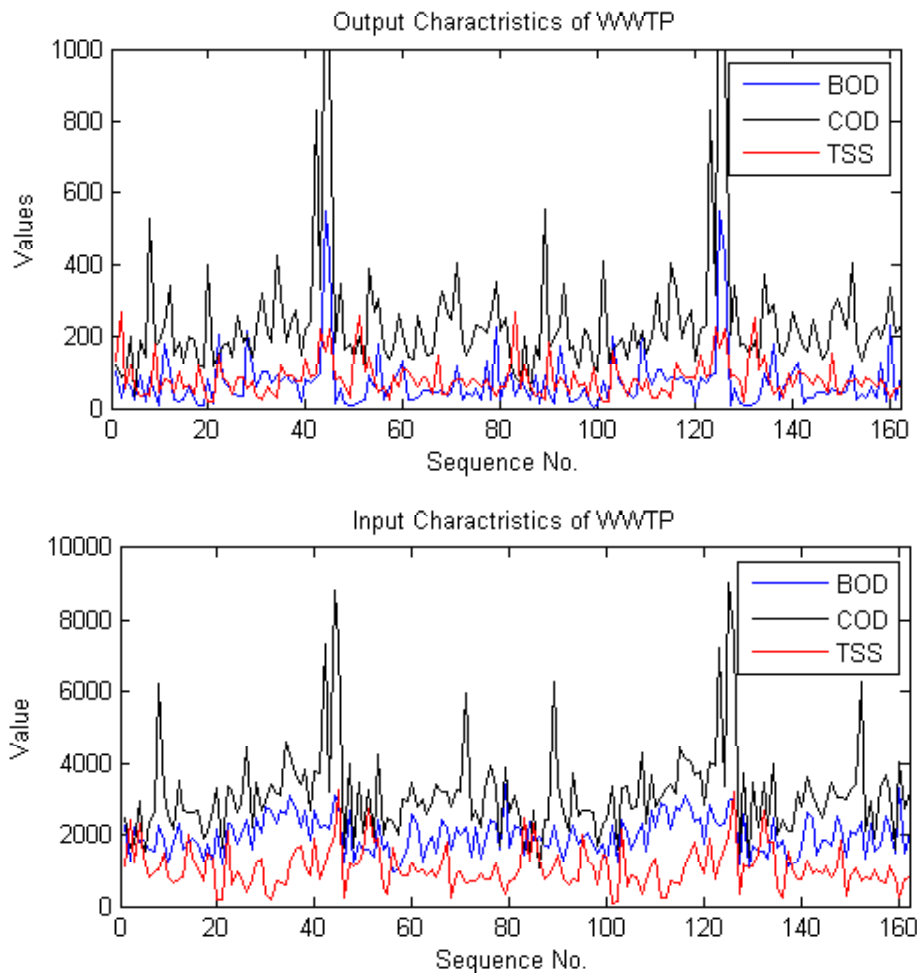 Output Charactristics of WWTP
1000
800
600
400
200
0
Values
BOD
COD
TSS
0 20 40 60 80 100 120 140 160
Sequence No.
Input Charactristics of WWTP
10000
8000
6000
4000
2000
0
Value
BOD
COD
TSS
0 20 40 60 80 100 120 140 160
Sequence No.